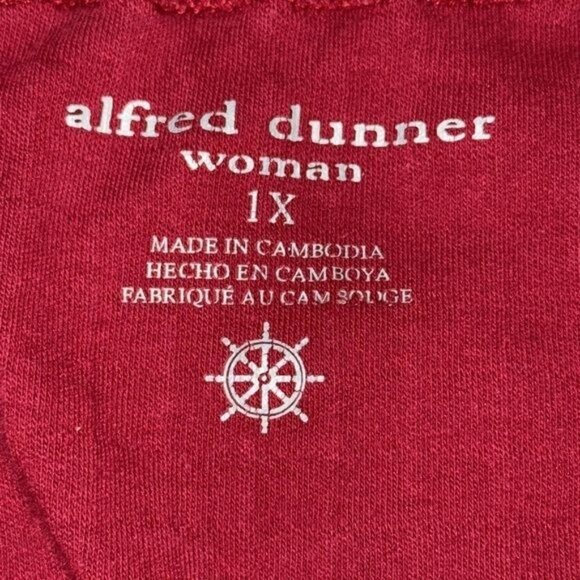 alfred dunner
woman
1X
MADE IN CAMBODIA
HECHO EN CAMBOYA
FABRIQUÉ AU CAMBODGE